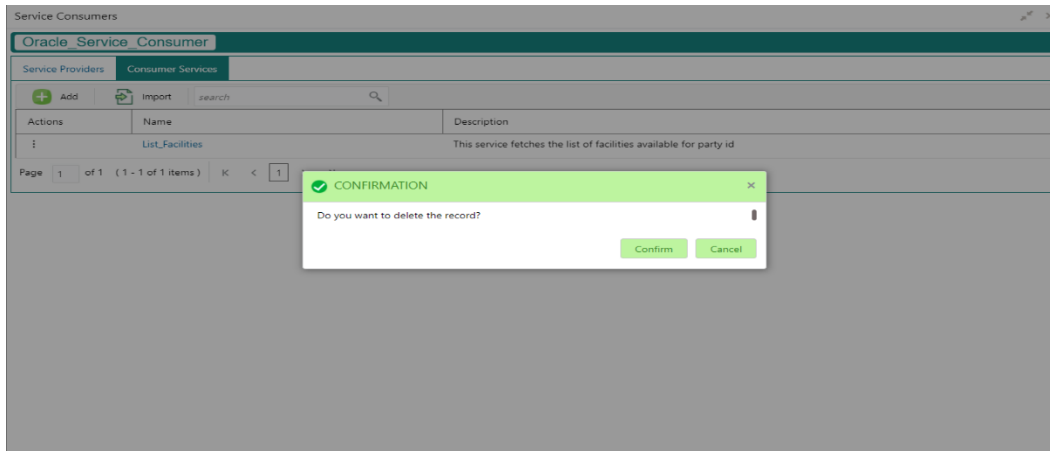 Service Consumers
Oracle_Service_Consumer
Service Providers Consumer Services
Add Import search
Actions Name Description
List_Facilities This service fetches the list of facilities available for party id
Page 1 of 1 (1 - 1 of 1 items) K < 1
CONFIRMATION ×
Do you want to delete the record?
Confirm Cancel